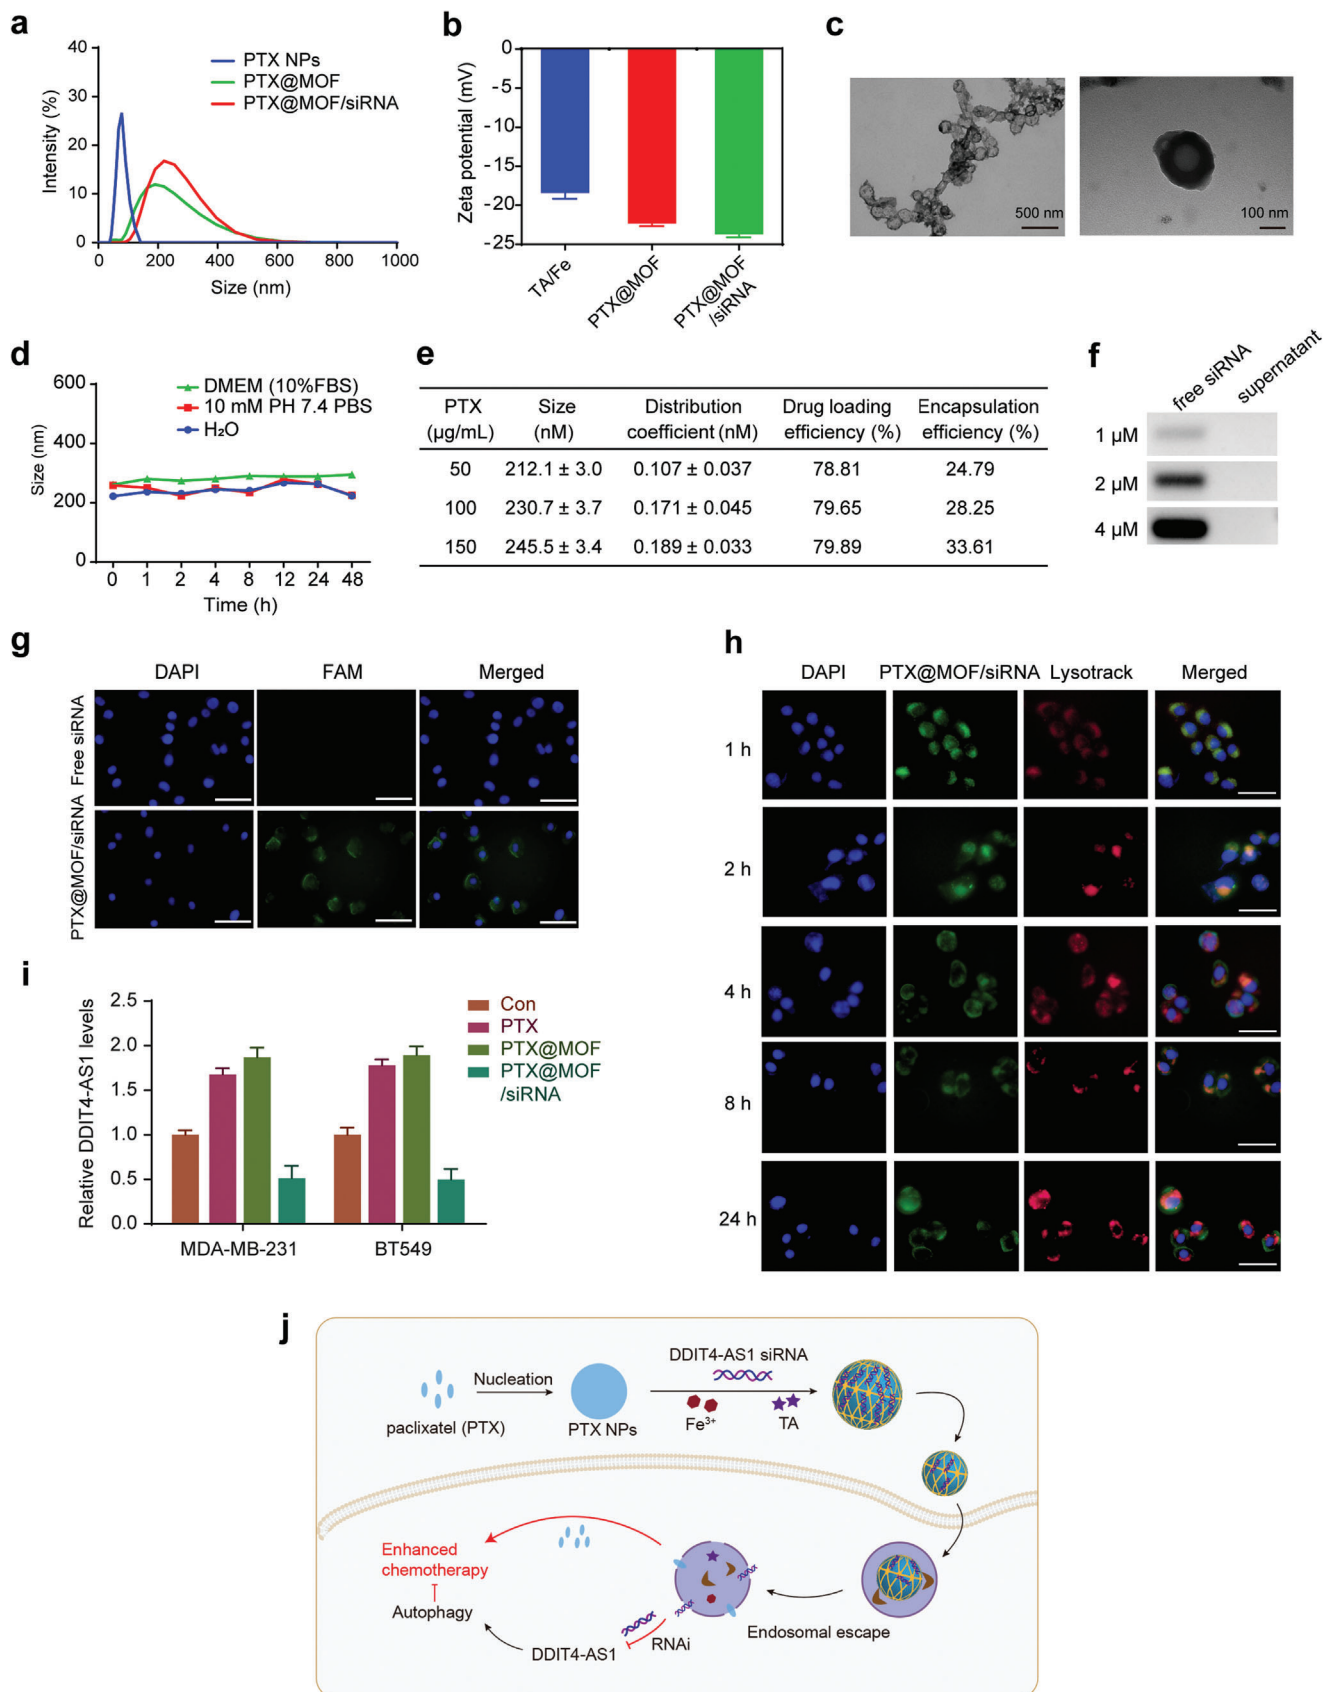 a
40
30
20
10
0
Intensity (%)
PTX NPs
PTX@MOF
PTX@MOF/siRNA
0 200 400 600 800 1000
Size (nm)
b
0
-5
-10
-15
-20
-25
Zeta potential (mV)
TA/Fe
PTX@MOF
PTX@MOF
/siRNA
c
500 nm
100 nm
d
600
400
200
0
Size (nm)
DMEM (10%FBS)
10 mM PH 7.4 PBS
H₂O
0 1 2 4 8 12 24 48
Time (h)
e
PTX Size Distribution Drug loading Encapsulation
(µg/mL) (nM) coefficient (nM) efficiency (%) efficiency (%)
50 212.1 ± 3.0 0.107 ± 0.037 78.81 24.79
100 230.7 ± 3.7 0.171 ± 0.045 79.65 28.25
150 245.5 ± 3.4 0.189 ± 0.033 79.89 33.61
f
free siRNA
supernatant
1 µM
2 µM
4 µM
g
DAPI FAM Merged
Free siRNA
PTX@MOF/siRNA
h
DAPI PTX@MOF/siRNA Lysotrack Merged
1 h
2 h
4 h
8 h
24 h
i
2.5
2.0
1.5
1.0
0.5
0.0
Relative DDIT4-AS1 levels
Con
PTX
PTX@MOF
PTX@MOF
/siRNA
MDA-MB-231 BT549
j
DDIT4-AS1 siRNA
Nucleation
paclixatel (PTX)
PTX NPs
Fe³⁺
TA
Enhanced
chemotherapy
Autophagy
DDIT4-AS1
RNAi
Endosomal escape